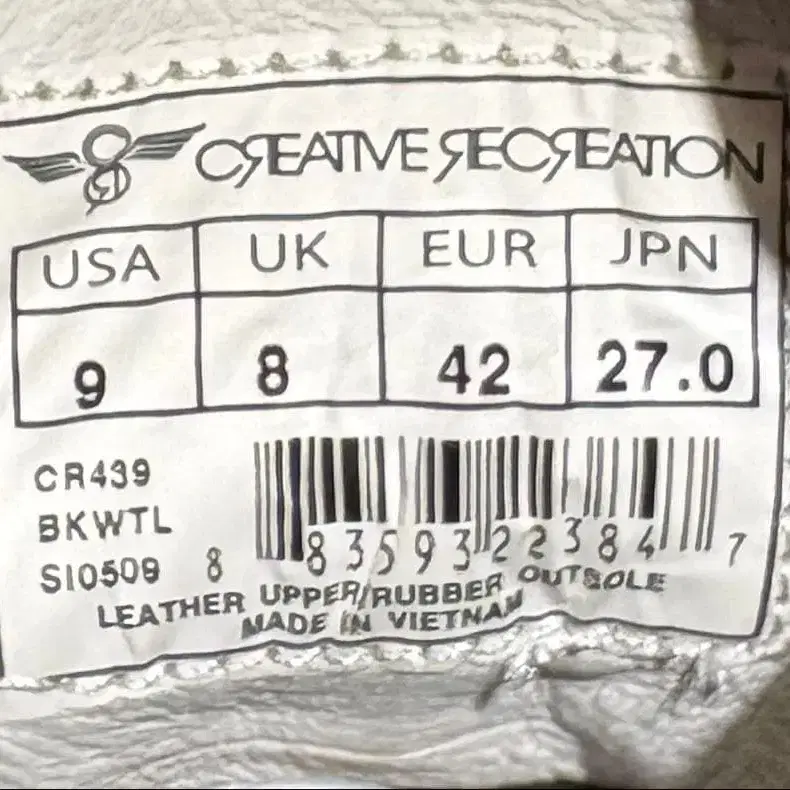 CREATIVE RECREATION
USA UK EUR JPN
9 8 42 27.0
CR439
BKWTL
SI0509
8 83593 22384 7
LEATHER UPPER/RUBBER OUTSOLE
MADE IN VIETNAM